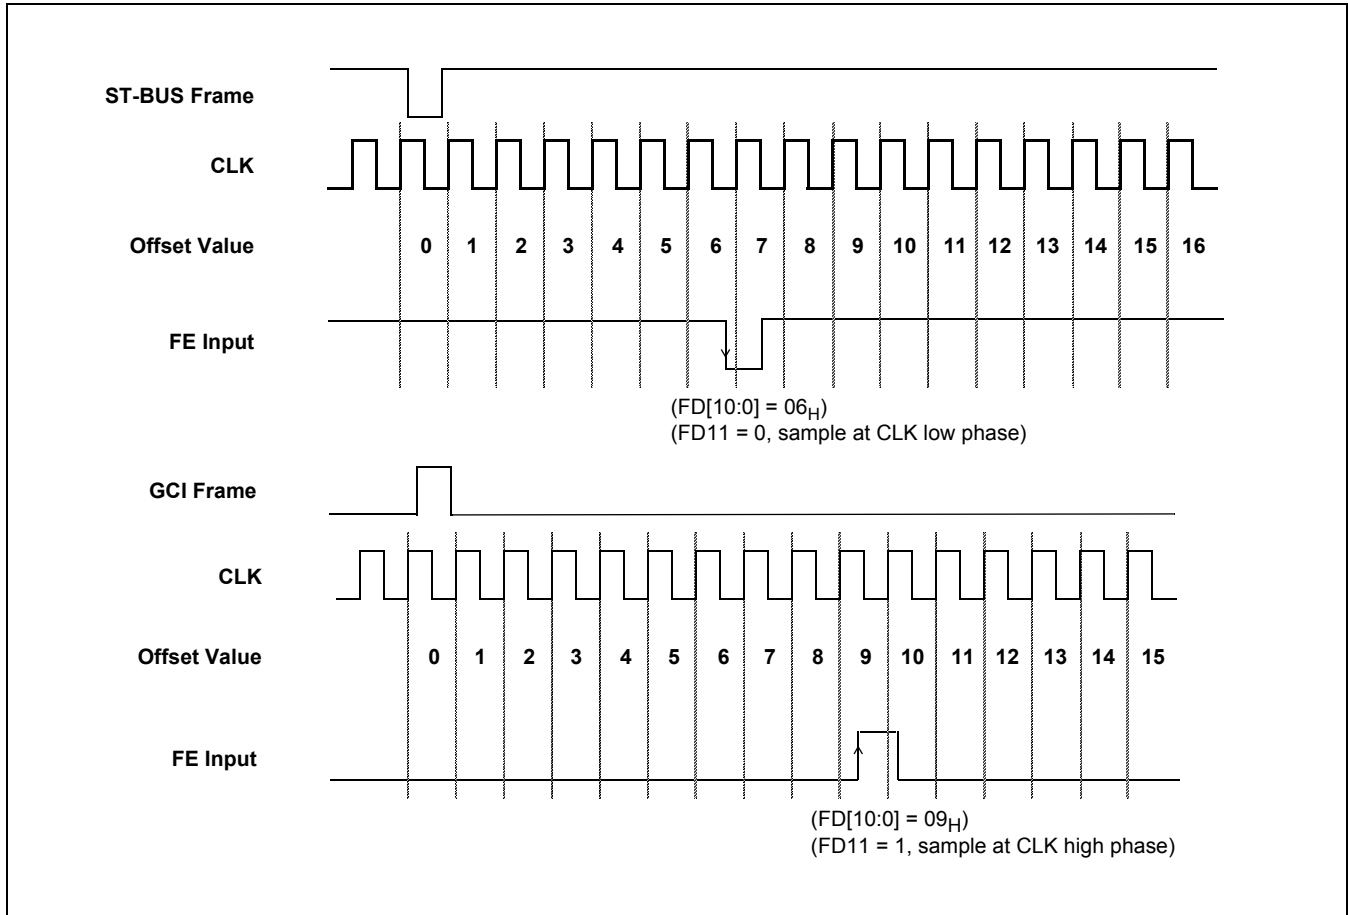 ST-BUS Frame
CLK
Offset Value 0 1 2 3 4 5 6 7 8 9 10 11 12 13 14 15 16
FE Input
(FD[10:0] = 06H)
(FD11 = 0, sample at CLK low phase)
GCI Frame
CLK
Offset Value 0 1 2 3 4 5 6 7 8 9 10 11 12 13 14 15
FE Input
(FD[10:0] = 09H)
(FD11 = 1, sample at CLK high phase)